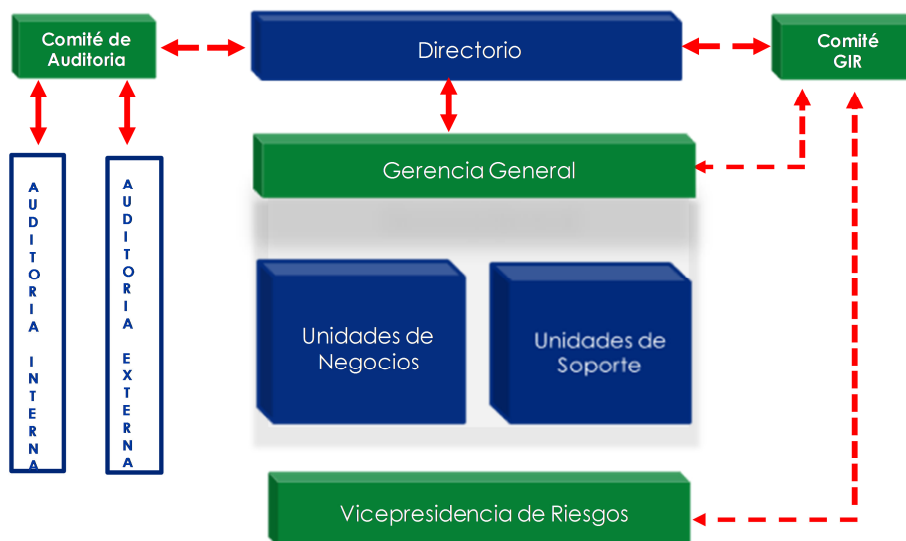 Comité de
Auditoria
Directorio
Comité
GIR
Gerencia General
AUDITORIA INTERNA
AUDITORIA EXTERNA
Unidades de
Negocios
Unidades de
Soporte
Vicepresidencia de Riesgos